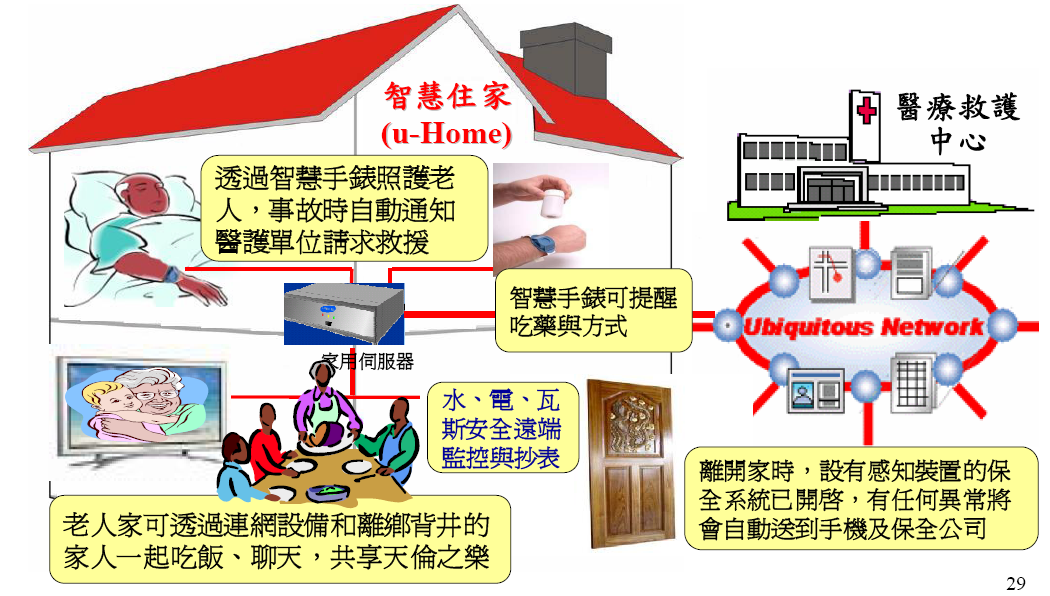 智慧住家
(u-Home)
醫療救護
中心
透過智慧手錶照護老
人，事故時自動通知
醫護單位請求救援
智慧手錶可提醒
吃藥與方式
Ubiquitous Network
家用伺服器
水、電、瓦
斯安全遠端
監控與抄表
離開家時，設有感知裝置的保
全系統已開啟，有任何異常將
會自動送到手機及保全公司
老人家可透過連網設備和離鄉背井的
家人一起吃飯、聊天，共享天倫之樂
29